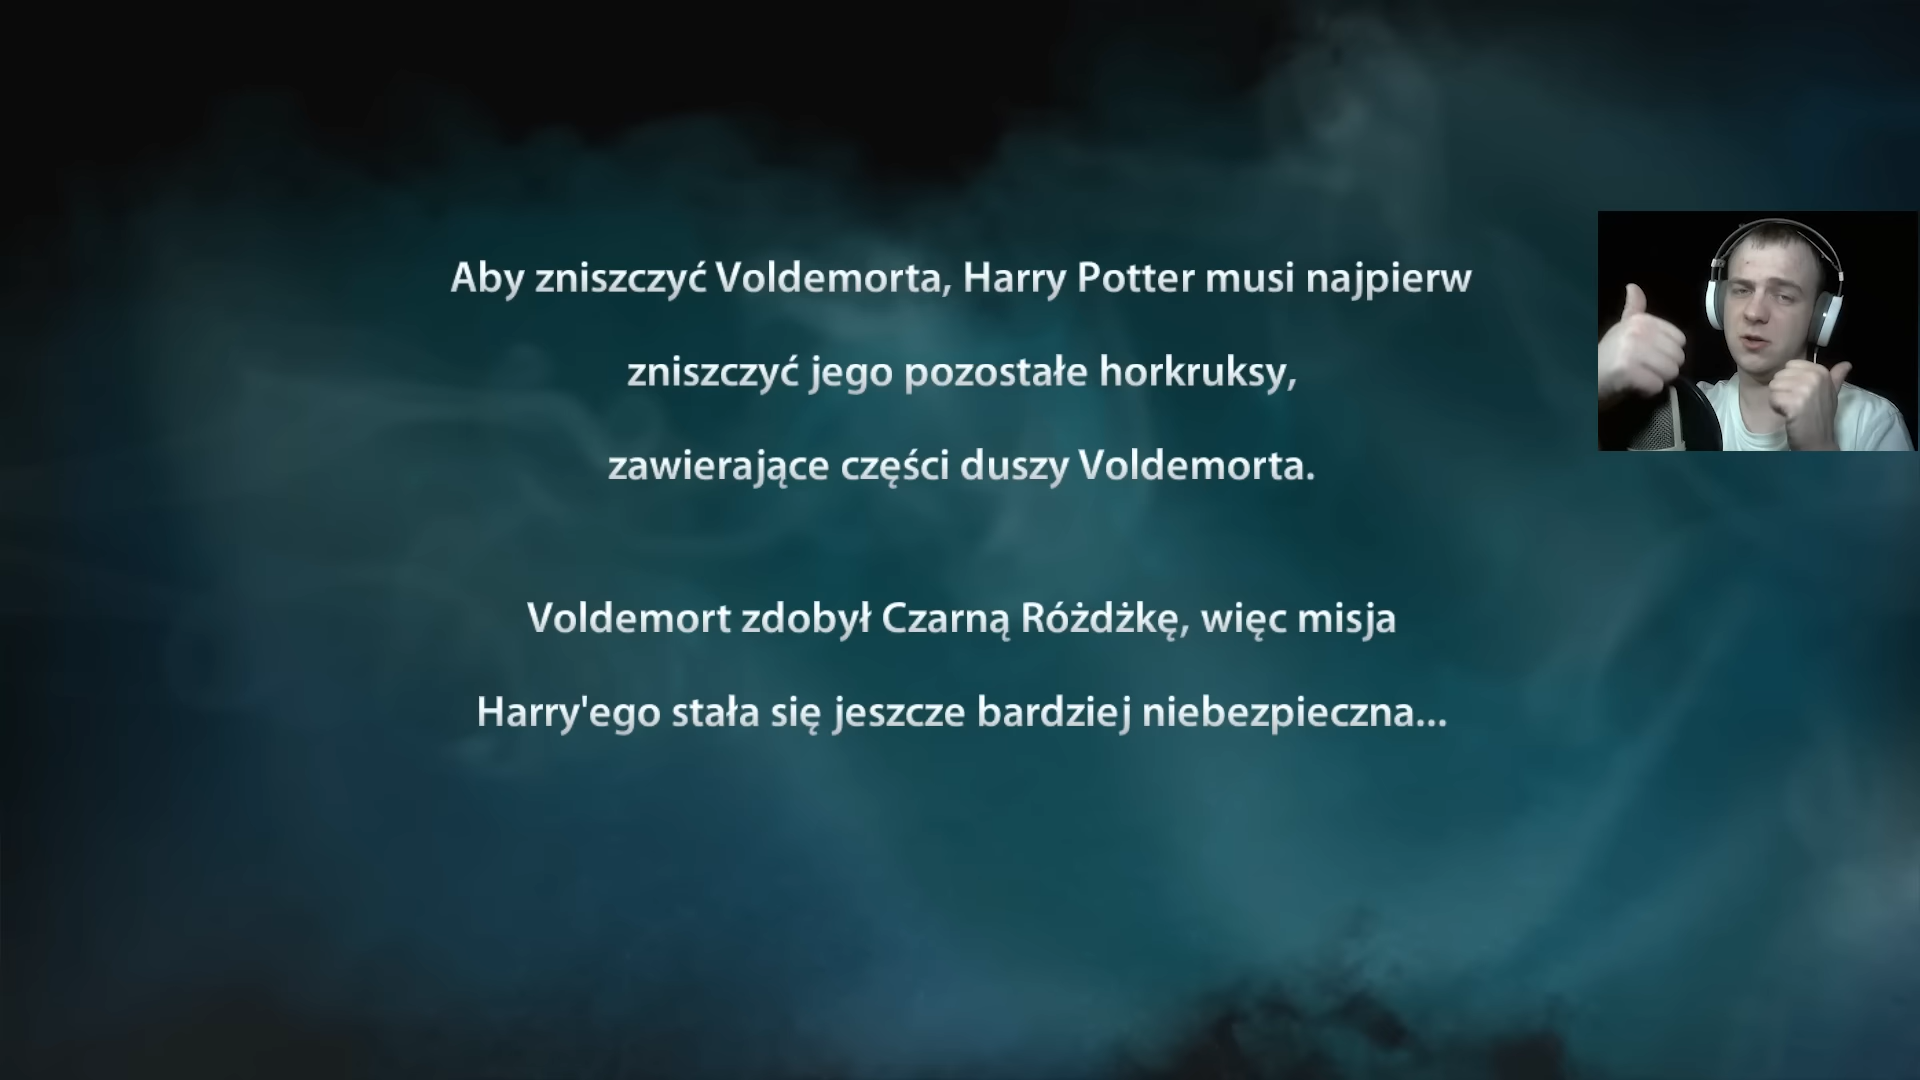 Aby zniszczyć Voldemorta, Harry Potter musi najpierw
zniszczyć jego pozostałe horkruksy,
zawierające części duszy Voldemorta.
Voldemort zdobył Czarną Różdżkę, więc misja
Harry'ego stała się jeszcze bardziej niebezpieczna...